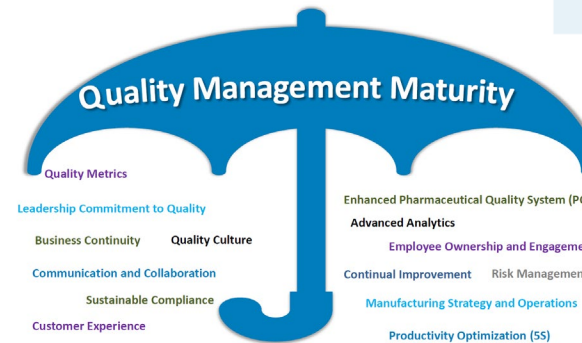 Quality Management Maturity
Quality Metrics
Leadership Commitment to Quality
Business Continuity
Quality Culture
Communication and Collaboration
Sustainable Compliance
Customer Experience
Enhanced Pharmaceutical Quality System
Advanced Analytics
Employee Ownership and
Continual Improvement
Risk
Manufacturing Strategy and Operations
Productivity Optimization (5S)